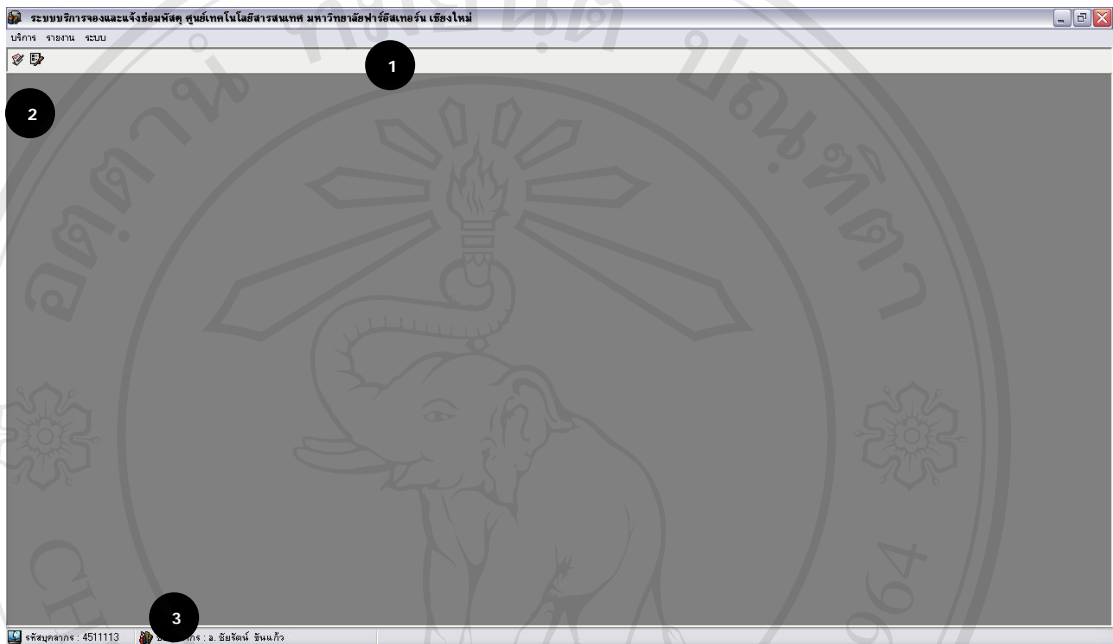 ระบบบริการจองและแจ้งซ่อมพัสดุ ศูนย์เทคโนโลยีสารสนเทศ มหาวิทยาลัยฟาร์อีสเทอร์น เชียงใหม่
บริการ รายงาน ระบบ
1
2
3
รหัสบุคลากร : 4511113
กร : อ. ชัยรัตน์ ขันแก้ว